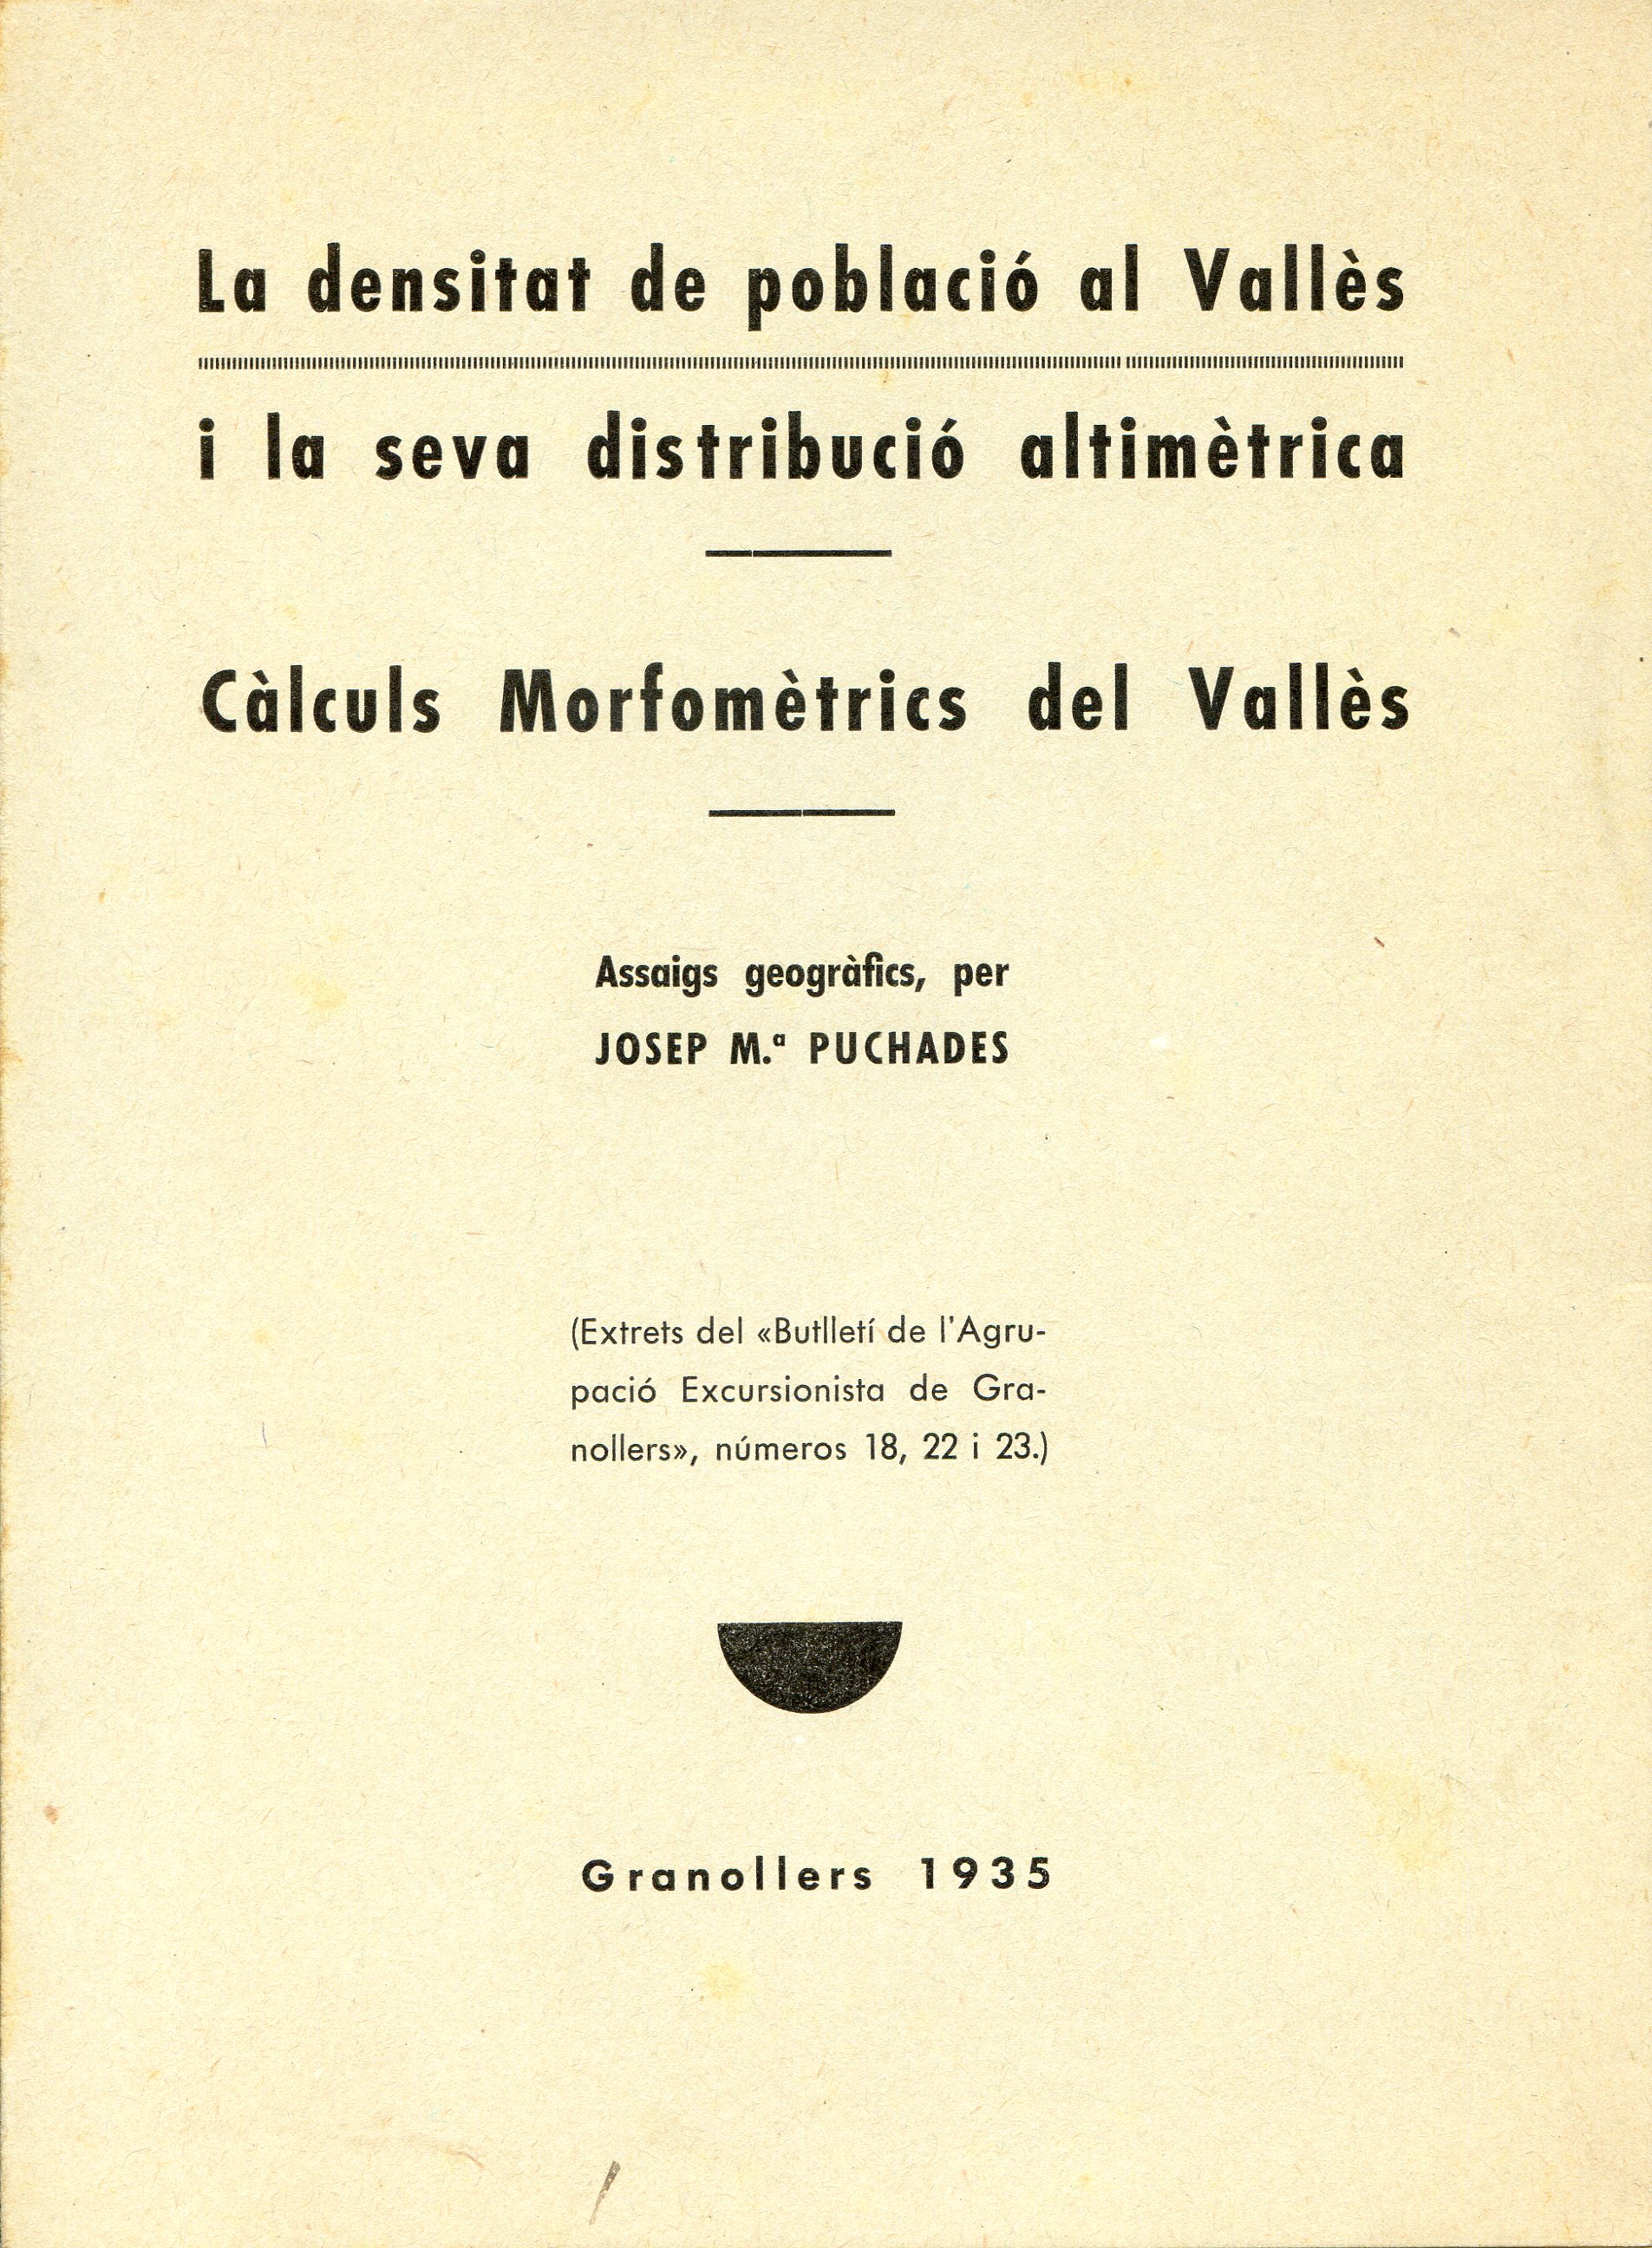 La densitat de població al Vallès
i la seva distribució altimètrica
Càlculs Morfomètrics del Vallès
Assaigs geogràfics, per
JOSEP M.ª PUCHADES
(Extrets del «Butlletí de l'Agru-
pació Excursionista de Gra-
nollers», números 18, 22 i 23.)
Granollers 1935